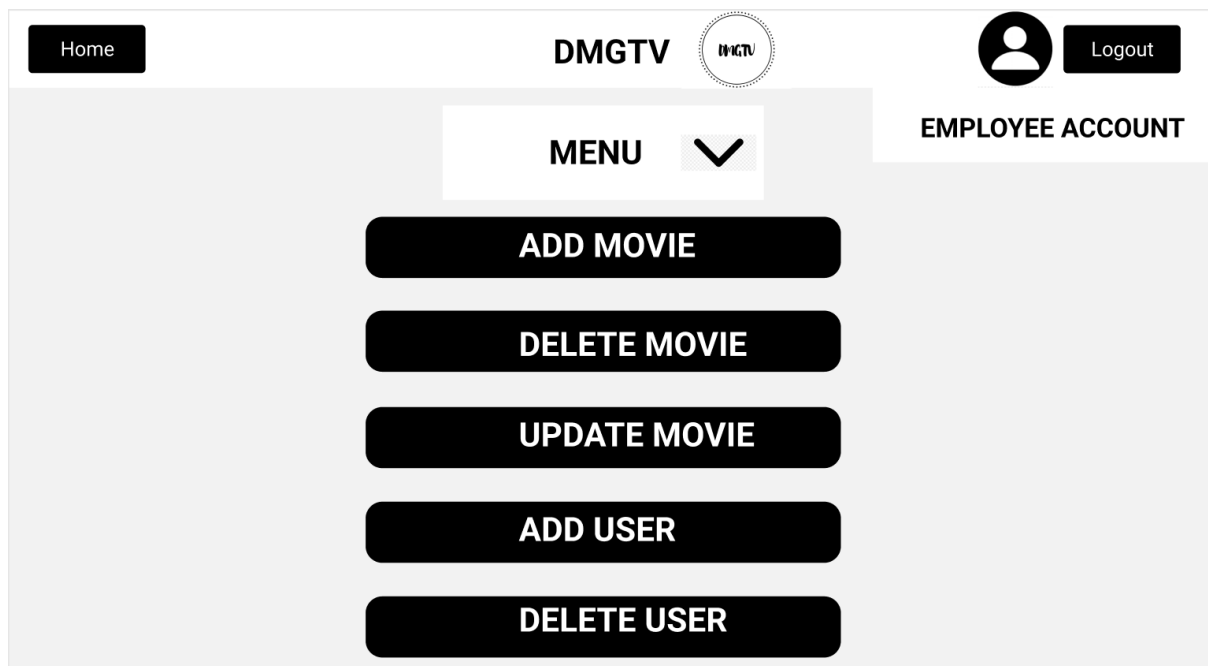 Home
DMGTV
DMGTV
Logout
EMPLOYEE ACCOUNT
MENU
ADD MOVIE
DELETE MOVIE
UPDATE MOVIE
ADD USER
DELETE USER